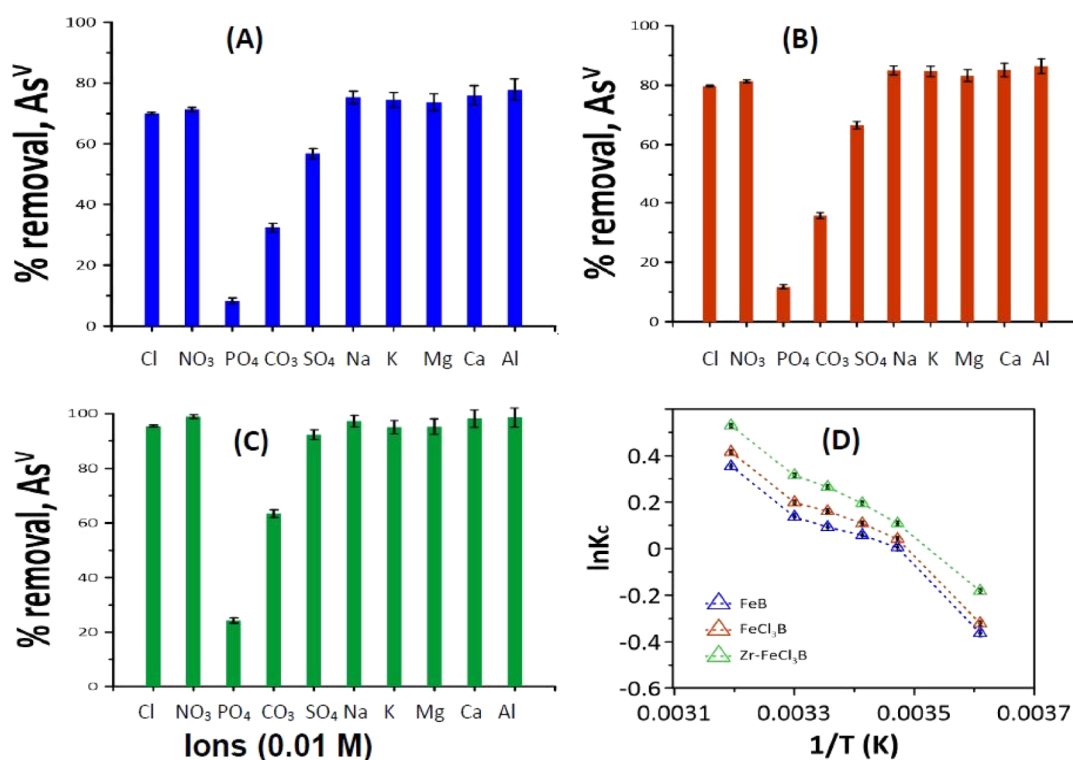 (A)
% removal, Asⱽ
100
80
60
40
20
0
Cl NO₃ PO₄ CO₃ SO₄ Na K Mg Ca Al
(B)
% removal, Asⱽ
100
80
60
40
20
0
Cl NO₃ PO₄ CO₃ SO₄ Na K Mg Ca Al
(C)
% removal, Asⱽ
100
80
60
40
20
0
Cl NO₃ PO₄ CO₃ SO₄ Na K Mg Ca Al
Ions (0.01 M)
(D)
lnKc
0.4
0.2
0
-0.2
-0.4
-0.6
FeB
FeCl₃B
Zr-FeCl₃B
0.0031 0.0033 0.0035 0.0037
1/T (K)